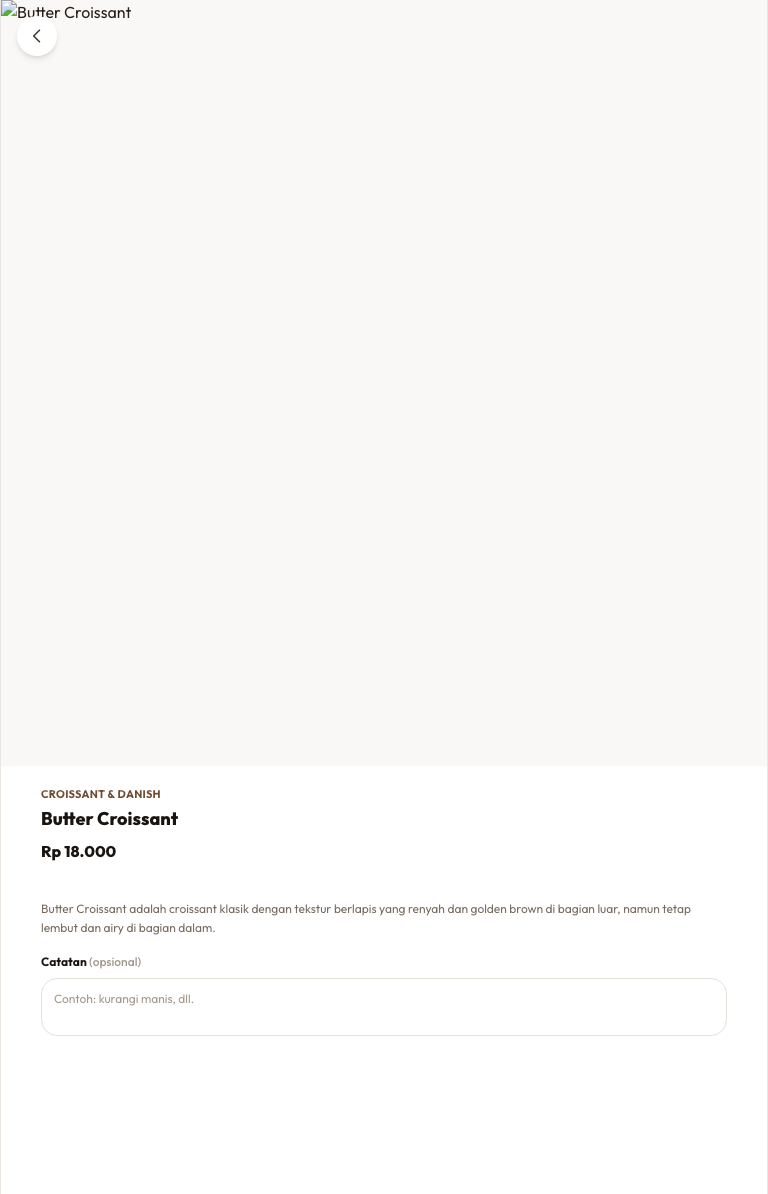 Butter Croissant
CROISSANT & DANISH
Butter Croissant
Rp 18.000
Butter Croissant adalah croissant klasik dengan tekstur berlapis yang renyah dan golden brown di bagian luar, namun tetap
lembut dan airy di bagian dalam.
Catatan (opsional)
Contoh: kurangi manis, dll.